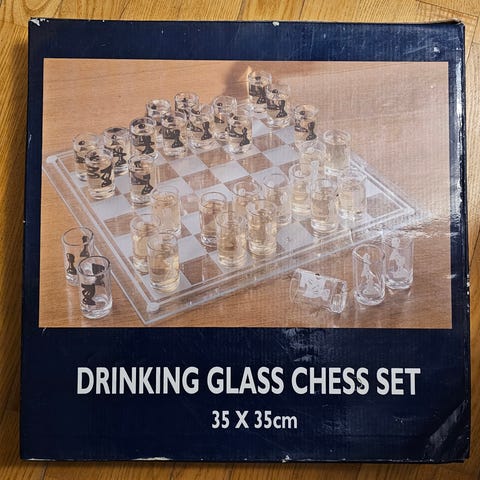 DRINKING GLASS CHESS SET
35 X 35cm